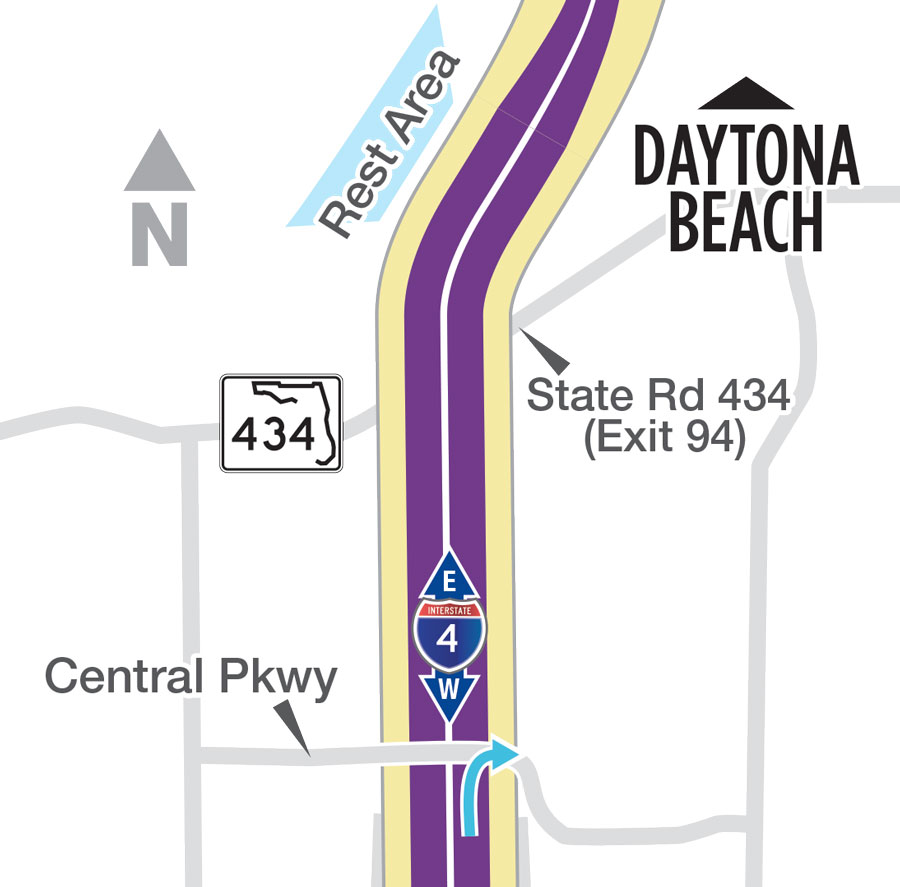 Rest Area
DAYTONA
BEACH
N
State Rd 434
(Exit 94)
434
E
INTERSTATE
4
W
Central Pkwy